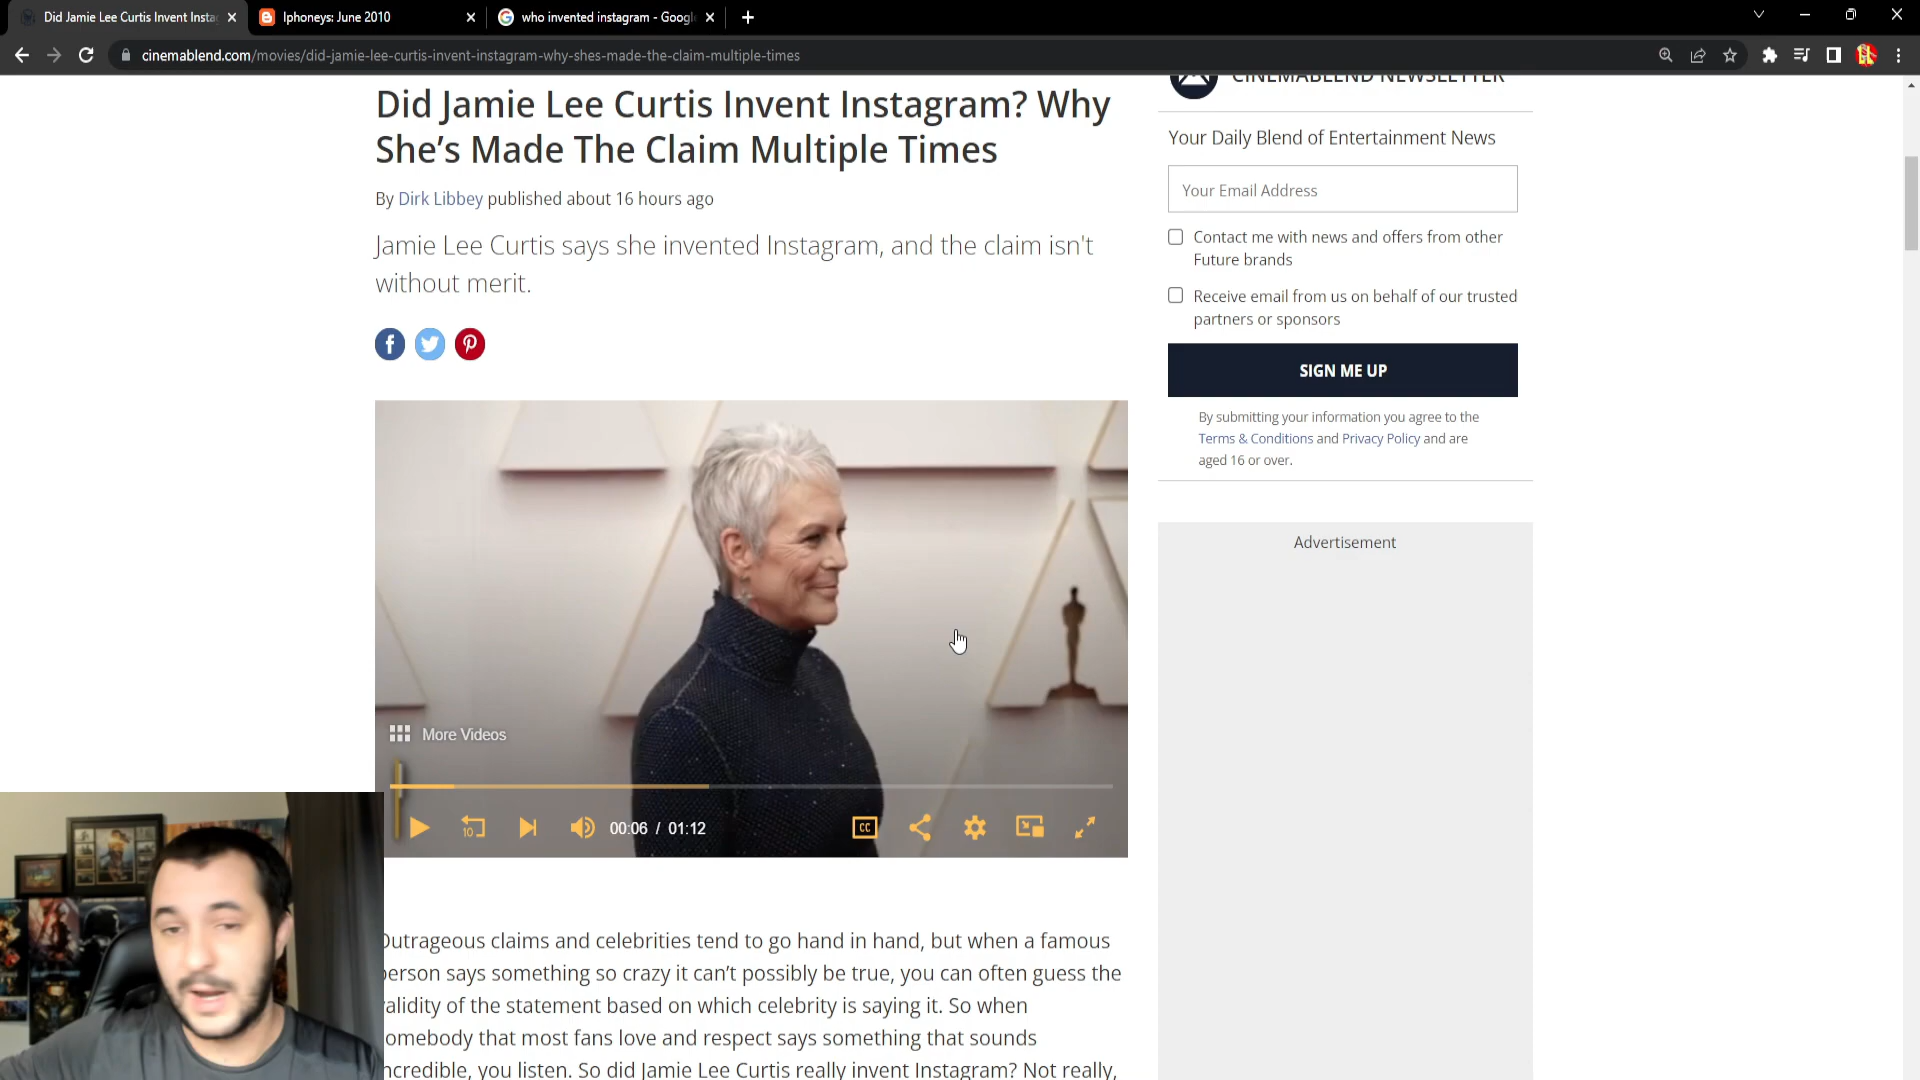 Did Jamie Lee Curtis Invent Insta
Iphoneys: June 2010
who invented instagram - Googl
cinemablend.com/movies/did-jamie-lee-curtis-invent-instagram-why-shes-made-the-claim-multiple-times
CINEMABLEND NEWSLETTER
Did Jamie Lee Curtis Invent Instagram? Why
She's Made The Claim Multiple Times
By Dirk Libbey published about 16 hours ago
Jamie Lee Curtis says she invented Instagram, and the claim isn't
without merit.
Your Daily Blend of Entertainment News
Your Email Address
Contact me with news and offers from other
Future brands
Receive email from us on behalf of our trusted
partners or sponsors
SIGN ME UP
By submitting your information you agree to the
Terms & Conditions and Privacy Policy and are
aged 16 or over.
Advertisement
More Videos
10
00:06 / 01:12
CC
Outrageous claims and celebrities tend to go hand in hand, but when a famous
person says something so crazy it can't possibly be true, you can often guess the
validity of the statement based on which celebrity is saying it. So when
somebody that most fans love and respect says something that sounds
incredible, you listen. So did Jamie Lee Curtis really invent Instagram? Not really,